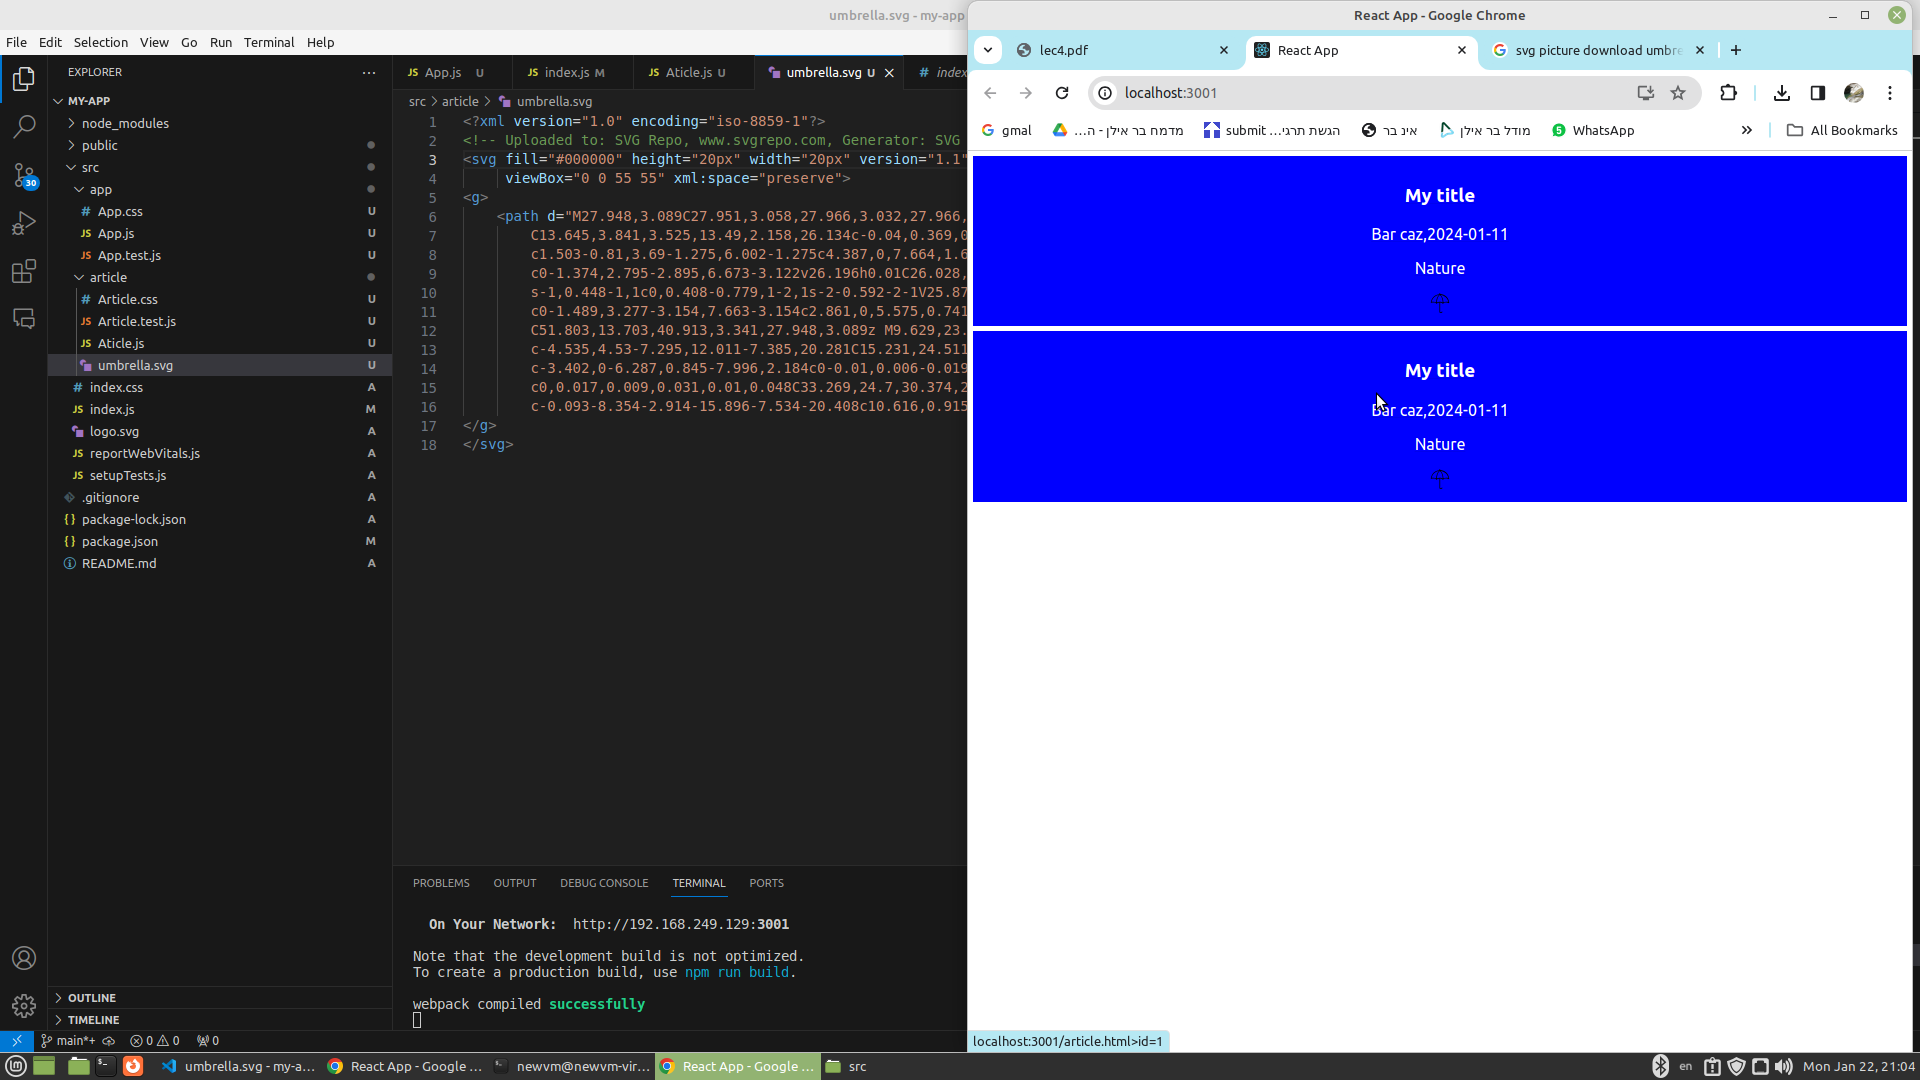 umbrella.svg - my-app
File Edit Selection View Go Run Terminal Help
EXPLORER
MY-APP
node_modules
public
src
app
App.css U
App.js U
App.test.js U
article
Article.css U
Article.test.js U
Aticle.js U
umbrella.svg U
index.css A
index.js M
logo.svg A
reportWebVitals.js A
setupTests.js A
.gitignore A
package-lock.json A
package.json M
README.md A
OUTLINE
TIMELINE
App.js U index.js M Aticle.js U umbrella.svg U index
src > article > umbrella.svg
1 <?xml version="1.0" encoding="iso-8859-1"?>
2 <!-- Uploaded to: SVG Repo, www.svgrepo.com, Generator: SVG
3 <svg fill="#000000" height="20px" width="20px" version="1.1"
4 viewBox="0 0 55 55" xml:space="preserve">
5 <g>
6 <path d="M27.948,3.089C27.951,3.058,27.966,3.032,27.966,
7 C13.645,3.841,3.525,13.49,2.158,26.134c-0.04,0.369,0
8 c1.503-0.81,3.69-1.275,6.002-1.275c4.387,0,7.664,1.6
9 c0-1.374,2.795-2.895,6.673-3.122v26.196h0.01C26.028,
10 s-1,0.448-1,1c0,0.408-0.779,1-2,1s-2-0.592-2-1V25.87
11 c0-1.489,3.277-3.154,7.663-3.154c2.861,0,5.575,0.741
12 C51.803,13.703,40.913,3.341,27.948,3.089z M9.629,23.
13 c-4.535,4.53-7.295,12.011-7.385,20.281C15.231,24.511
14 c-3.402,0-6.287,0.845-7.996,2.184c0-0.01,0.006-0.019
15 c0,0.017,0.009,0.031,0.01,0.048C33.269,24.7,30.374,2
16 c-0.093-8.354-2.914-15.896-7.534-20.408c10.616,0.915
17 </g>
18 </svg>
PROBLEMS OUTPUT DEBUG CONSOLE TERMINAL PORTS
On Your Network: http://192.168.249.129:3001
Note that the development build is not optimized.
To create a production build, use npm run build.
webpack compiled successfully
30
main*+ 0 0 0
React App - Google Chrome
lec4.pdf React App svg picture download umbre
localhost:3001
gmal מדמח בר אילן - ה... submit הגשת תרגי... אינ בר מודל בר אילן WhatsApp » All Bookmarks
My title
Bar caz,2024-01-11
Nature
My title
Bar caz,2024-01-11
Nature
localhost:3001/article.html>id=1
umbrella.svg - my-a... React App - Google ... newvm@newvm-vir... React App - Google ... src en Mon Jan 22, 21:04